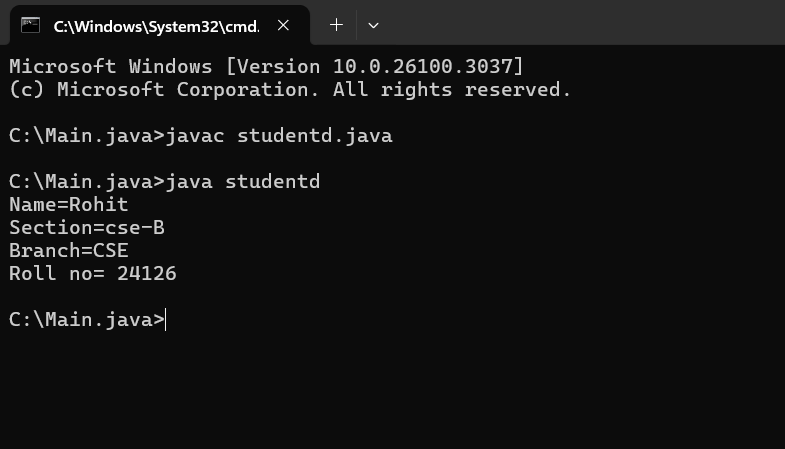 C:\Windows\System32\cmd.
Microsoft Windows [Version 10.0.26100.3037]
(c) Microsoft Corporation. All rights reserved.
C:\Main.java>javac studentd.java
C:\Main.java>java studentd
Name=Rohit
Section=cse-B
Branch=CSE
Roll no= 24126
C:\Main.java>